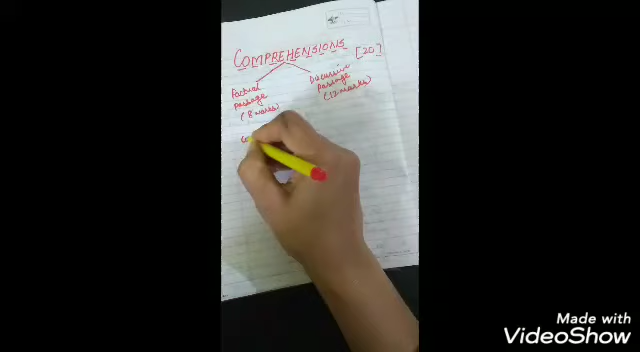 COMPREHENSIONS [20]
Factual
Passage
(8 marks)
Discursive
Passage
(12 marks)
Made with
VideoShow